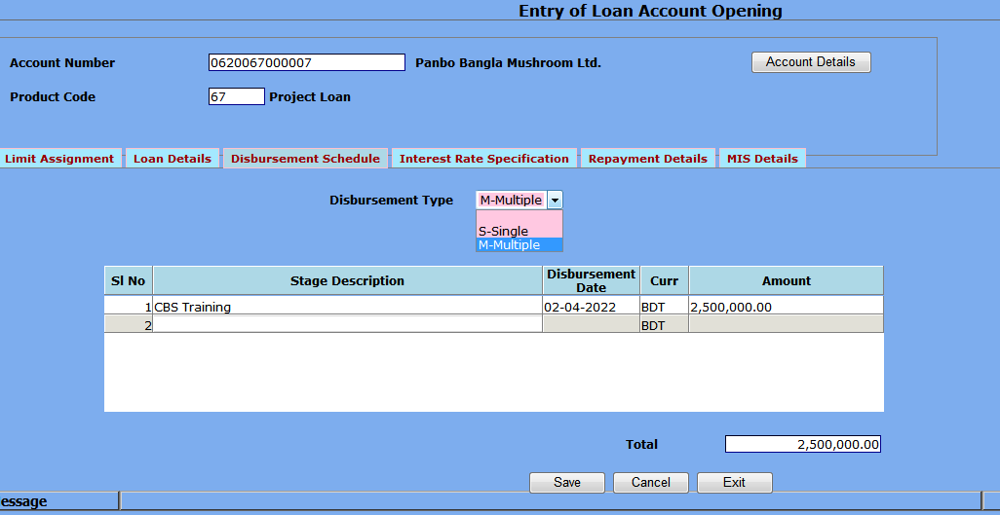 Entry of Loan Account Opening
Account Number 0620067000007 Panbo Bangla Mushroom Ltd. Account Details
Product Code 67 Project Loan
Limit Assignment Loan Details Disbursement Schedule Interest Rate Specification Repayment Details MIS Details
Disbursement Type M-Multiple
S-Single
M-Multiple
Sl No Stage Description Disbursement Date Curr Amount
1 CBS Training 02-04-2022 BDT 2,500,000.00
2 BDT
Total 2,500,000.00
Save Cancel Exit
essage